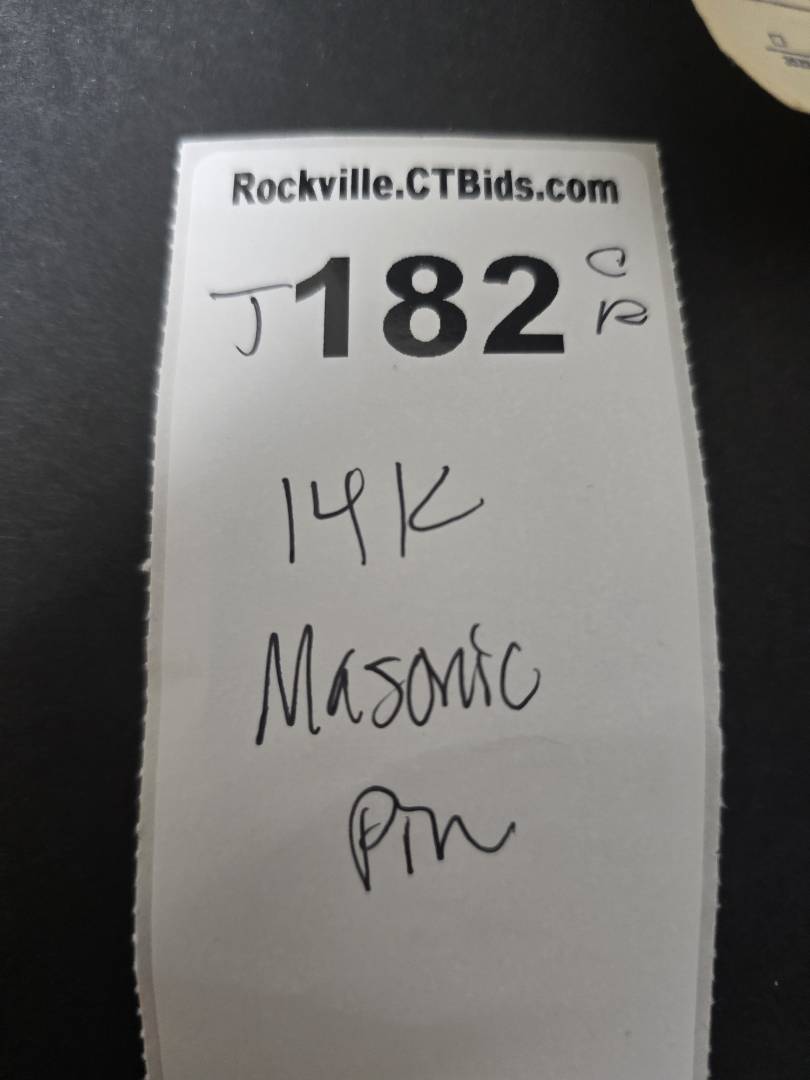 Rockville.CTBids.com
J182 CR
14K
Masonic
Pin